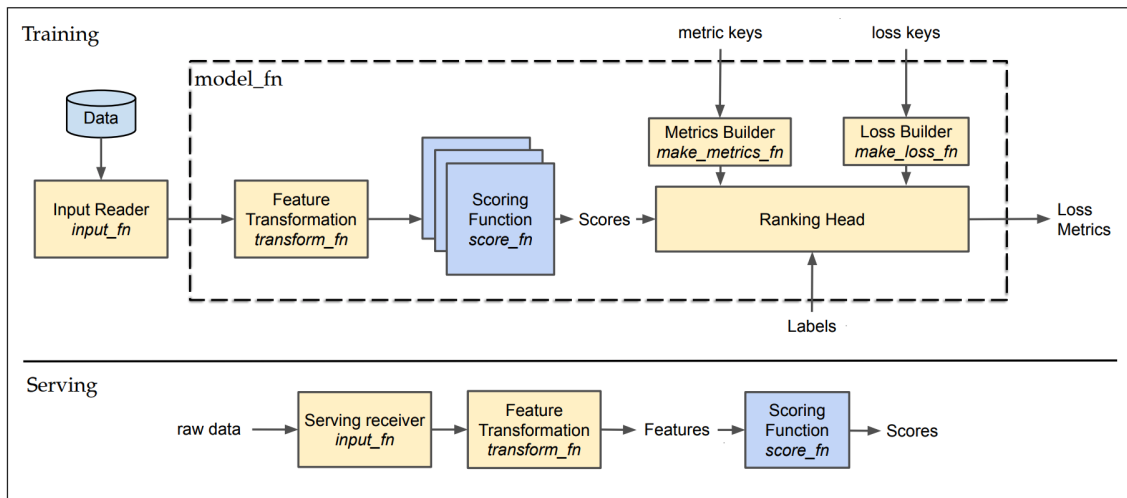 Training
metric keys
loss keys
model_fn
Data
Metrics Builder
make_metrics_fn
Loss Builder
make_loss_fn
Input Reader
input_fn
Feature
Transformation
transform_fn
Scoring
Function
score_fn
Scores
Ranking Head
Loss
Metrics
Labels
Serving
raw data
Serving receiver
input_fn
Feature
Transformation
transform_fn
Features
Scoring
Function
score_fn
Scores